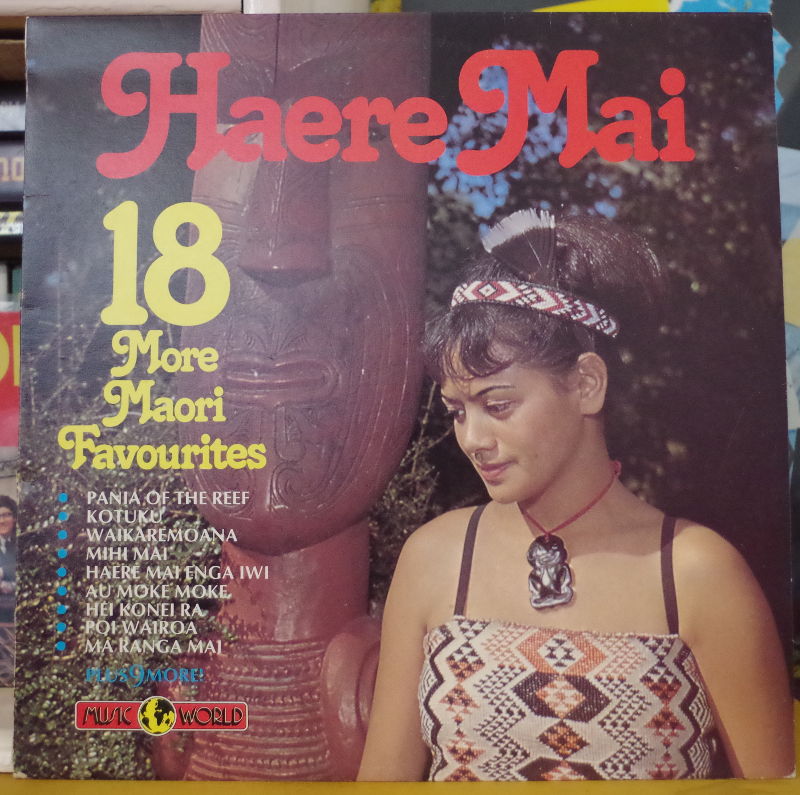 Haere Mai
18
More
Maori
Favourites
PANIA OF THE REEF
KOTUKU
WAIKAREMOANA
MIHI MAI
HAERE MAI ENGA IWI
AU MOKE MOKE
HEI KONEI RA
POI WAIROA
MA RANGA MAI
PLUS 9 MORE!
MUSIC WORLD